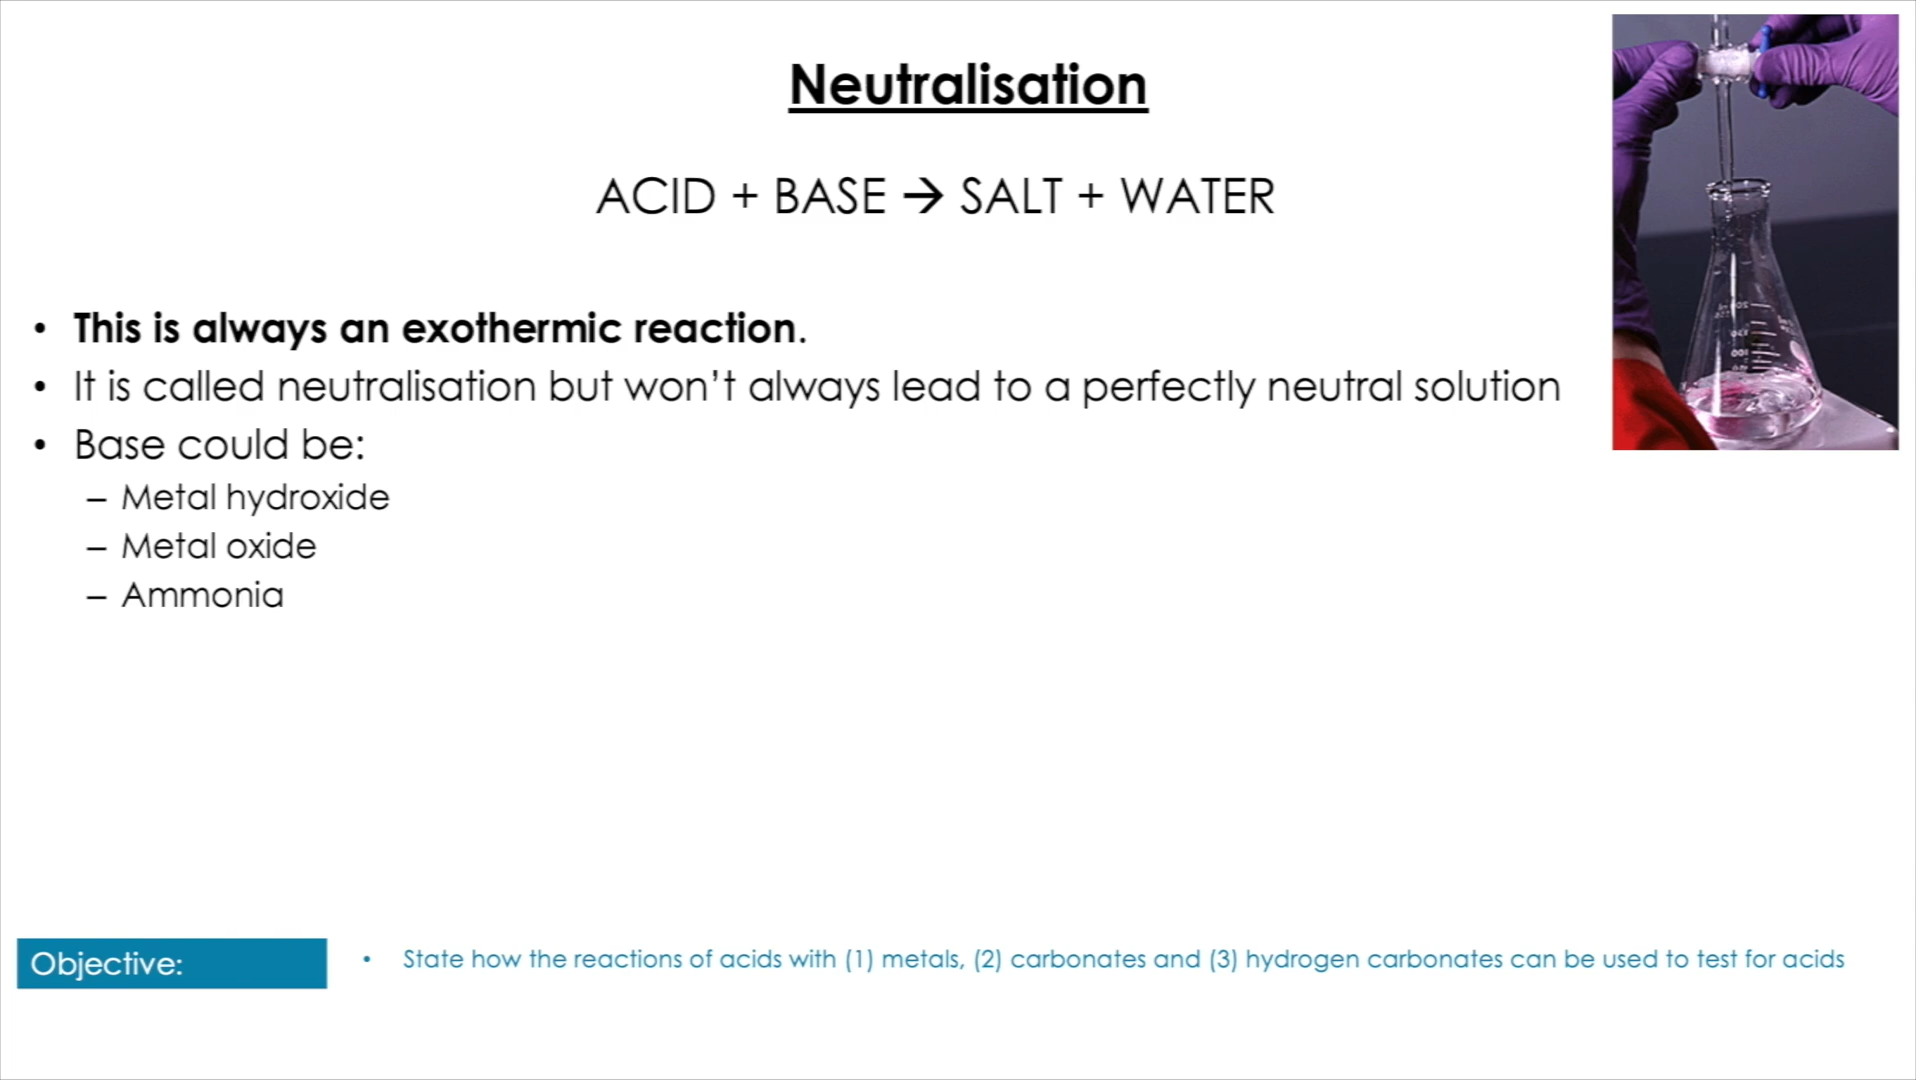 Neutralisation
ACID + BASE → SALT + WATER
• This is always an exothermic reaction.
• It is called neutralisation but won’t always lead to a perfectly neutral solution
• Base could be:
– Metal hydroxide
– Metal oxide
– Ammonia
Objective:
• State how the reactions of acids with (1) metals, (2) carbonates and (3) hydrogen carbonates can be used to test for acids